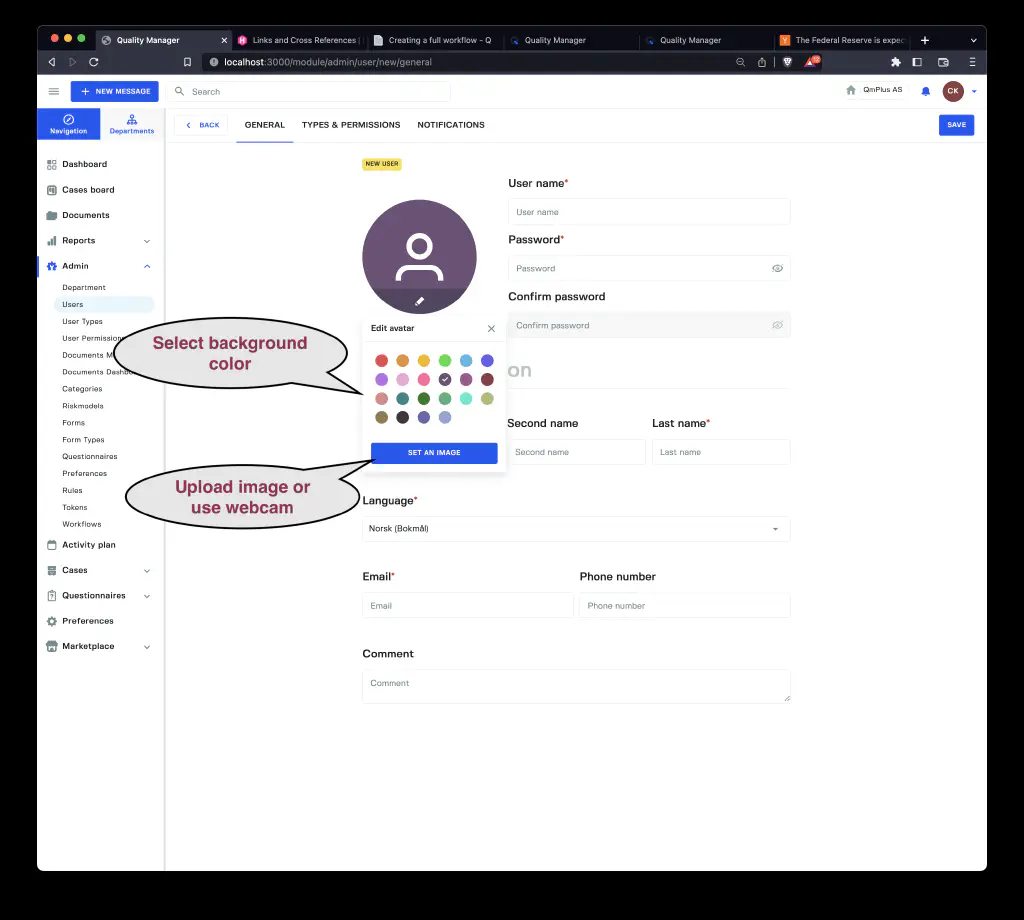 Quality Manager
Links and Cross References
Creating a full workflow - Q
Quality Manager
Quality Manager
The Federal Reserve is expec
localhost:3000/module/admin/user/new/general
NEW MESSAGE
Search
QmPlus AS
CK
Navigation
Departments
BACK
GENERAL
TYPES & PERMISSIONS
NOTIFICATIONS
SAVE
Dashboard
Cases board
Documents
Reports
Admin
Department
Users
User Types
User Permission
Documents M
Documents Dashbo
Categories
Riskmodels
Forms
Form Types
Questionnaires
Preferences
Rules
Tokens
Workflows
Activity plan
Cases
Questionnaires
Preferences
Marketplace
NEW USER
User name*
User name
Password*
Password
Confirm password
Confirm password
Edit avatar
Select background
color
on
SET AN IMAGE
Upload image or
use webcam
Second name
Last name*
Second name
Last name
Language*
Norsk (Bokmål)
Email*
Phone number
Email
Phone number
Comment
Comment